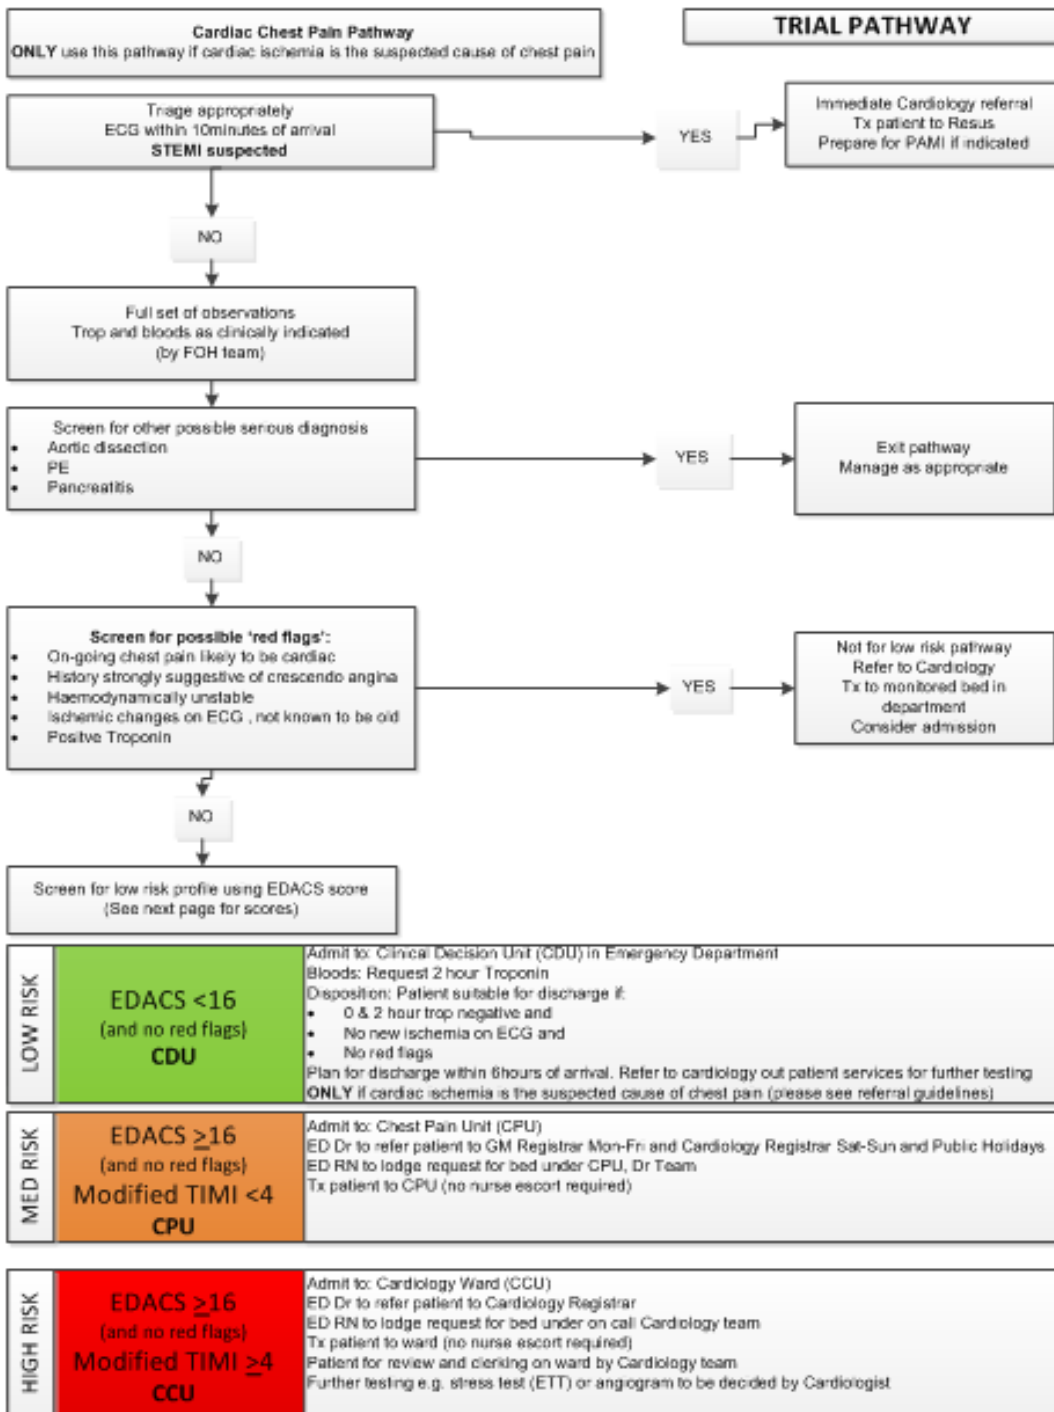 Cardiac Chest Pain Pathway
ONLY use this pathway if cardiac ischemia is the suspected cause of chest pain
TRIAL PATHWAY
Triage appropriately
ECG within 10minutes of arrival
STEMI suspected
YES
Immediate Cardiology referral
Tx patient to Resus
Prepare for PAMI if indicated
NO
Full set of observations
Trop and bloods as clinically indicated
(by FOH team)
Screen for other possible serious diagnosis
• Aortic dissection
• PE
• Pancreatitis
YES
Exit pathway
Manage as appropriate
NO
Screen for possible 'red flags':
• On-going chest pain likely to be cardiac
• History strongly suggestive of crescendo angina
• Haemodynamically unstable
• Ischemic changes on ECG , not known to be old
• Positve Troponin
YES
Not for low risk pathway
Refer to Cardiology
Tx to monitored bed in
department
Consider admission
NO
Screen for low risk profile using EDACS score
(See next page for scores)
LOW RISK
EDACS <16
(and no red flags)
CDU
Admit to: Clinical Decision Unit (CDU) in Emergency Department
Bloods: Request 2 hour Troponin
Disposition: Patient suitable for discharge if:
• 0 & 2 hour trop negative and
• No new ischemia on ECG and
• No red flags
Plan for discharge within 6hours of arrival. Refer to cardiology out patient services for further testing
ONLY if cardiac ischemia is the suspected cause of chest pain (please see referral guidelines)
MED RISK
EDACS ≥16
(and no red flags)
Modified TIMI <4
CPU
Admit to: Chest Pain Unit (CPU)
ED Dr to refer patient to GM Registrar Mon-Fri and Cardiology Registrar Sat-Sun and Public Holidays
ED RN to lodge request for bed under CPU, Dr Team
Tx patient to CPU (no nurse escort required)
HIGH RISK
EDACS ≥16
(and no red flags)
Modified TIMI ≥4
CCU
Admit to: Cardiology Ward (CCU)
ED Dr to refer patient to Cardiology Registrar
ED RN to lodge request for bed under on call Cardiology team
Tx patient to ward (no nurse escort required)
Patient for review and clerking on ward by Cardiology team
Further testing e.g. stress test (ETT) or angiogram to be decided by Cardiologist